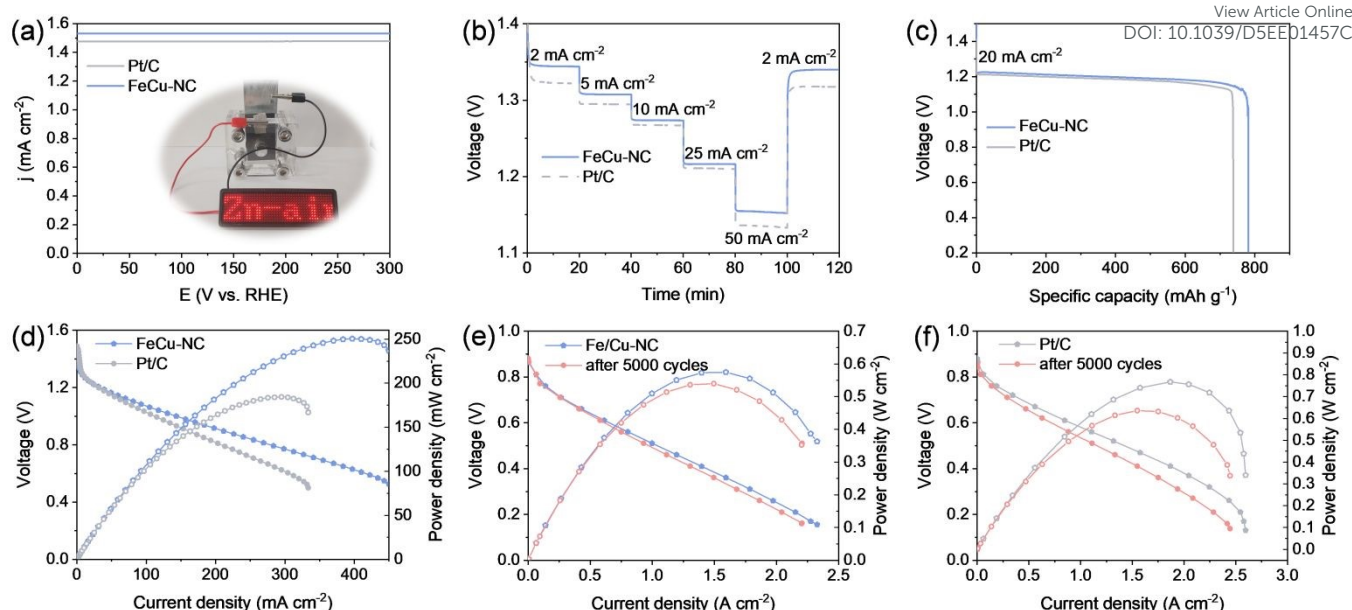 View Article Online
DOI: 10.1039/D5EE01457C
(a)
1.6
1.4
1.2
1.0
0.8
0.6
0.4
0.2
0.0
j (mA cm⁻²)
Pt/C
FeCu-NC
Zn-air
0 50 100 150 200 250 300
E (V vs. RHE)
(b)
1.4
1.3
1.2
1.1
Voltage (V)
2 mA cm⁻²
5 mA cm⁻²
10 mA cm⁻²
25 mA cm⁻²
50 mA cm⁻²
2 mA cm⁻²
FeCu-NC
Pt/C
0 20 40 60 80 100 120
Time (min)
(c)
1.4
1.2
1.0
0.8
0.6
0.4
0.2
Voltage (V)
20 mA cm⁻²
FeCu-NC
Pt/C
0 200 400 600 800
Specific capacity (mAh g⁻¹)
(d)
1.6
1.2
0.8
0.4
0.0
Voltage (V)
FeCu-NC
Pt/C
250
200
150
100
50
0
Power density (mW cm⁻²)
0 100 200 300 400
Current density (mA cm⁻²)
(e)
1.0
0.8
0.6
0.4
0.2
0.0
Voltage (V)
Fe/Cu-NC
after 5000 cycles
0.7
0.6
0.5
0.4
0.3
0.2
0.1
0.0
Power density (W cm⁻²)
0.0 0.5 1.0 1.5 2.0 2.5
Current density (A cm⁻²)
(f)
1.0
0.8
0.6
0.4
0.2
0.0
Voltage (V)
Pt/C
after 5000 cycles
1.0
0.9
0.8
0.7
0.6
0.5
0.4
0.3
0.2
0.1
0.0
Power density (W cm⁻²)
0.0 0.5 1.0 1.5 2.0 2.5 3.0
Current density (A cm⁻²)